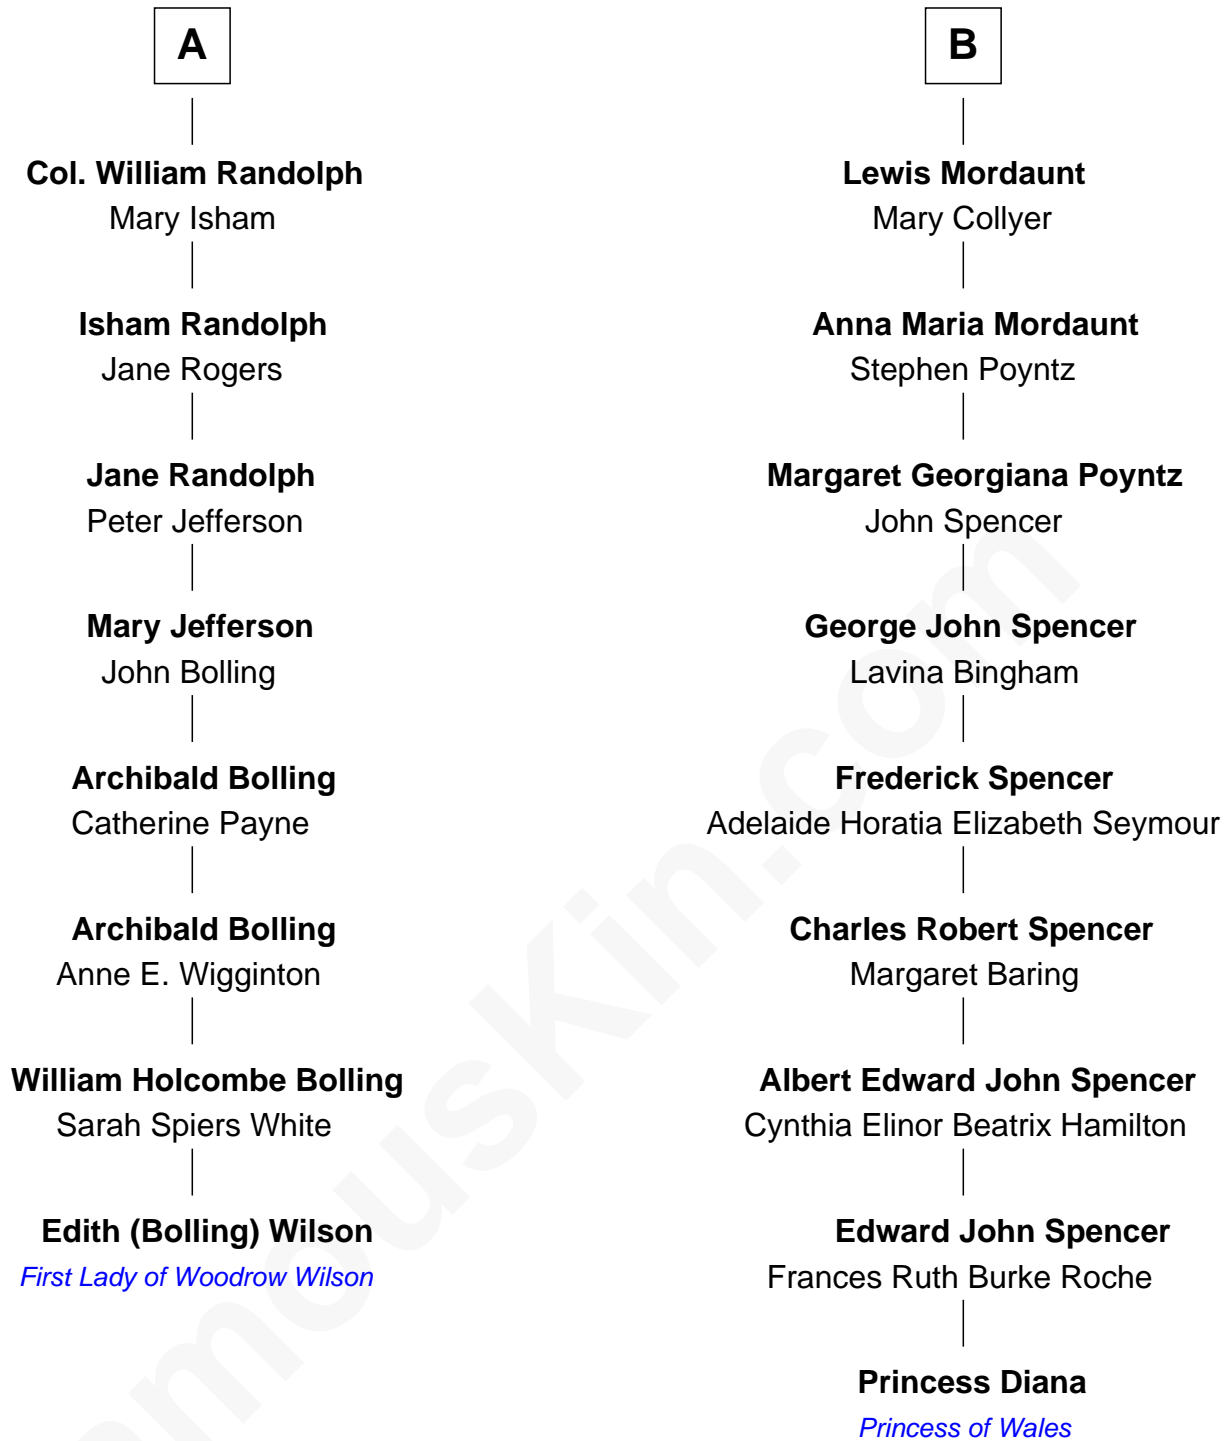 A
Col. William Randolph
Mary Isham
Isham Randolph
Jane Rogers
Jane Randolph
Peter Jefferson
Mary Jefferson
John Bolling
Archibald Bolling
Catherine Payne
Archibald Bolling
Anne E. Wigginton
William Holcombe Bolling
Sarah Spiers White
Edith (Bolling) Wilson
First Lady of Woodrow Wilson
B
Lewis Mordaunt
Mary Collyer
Anna Maria Mordaunt
Stephen Poyntz
Margaret Georgiana Poyntz
John Spencer
George John Spencer
Lavina Bingham
Frederick Spencer
Adelaide Horatia Elizabeth Seymour
Charles Robert Spencer
Margaret Baring
Albert Edward John Spencer
Cynthia Elinor Beatrix Hamilton
Edward John Spencer
Frances Ruth Burke Roche
Princess Diana
Princess of Wales
amousKin.com